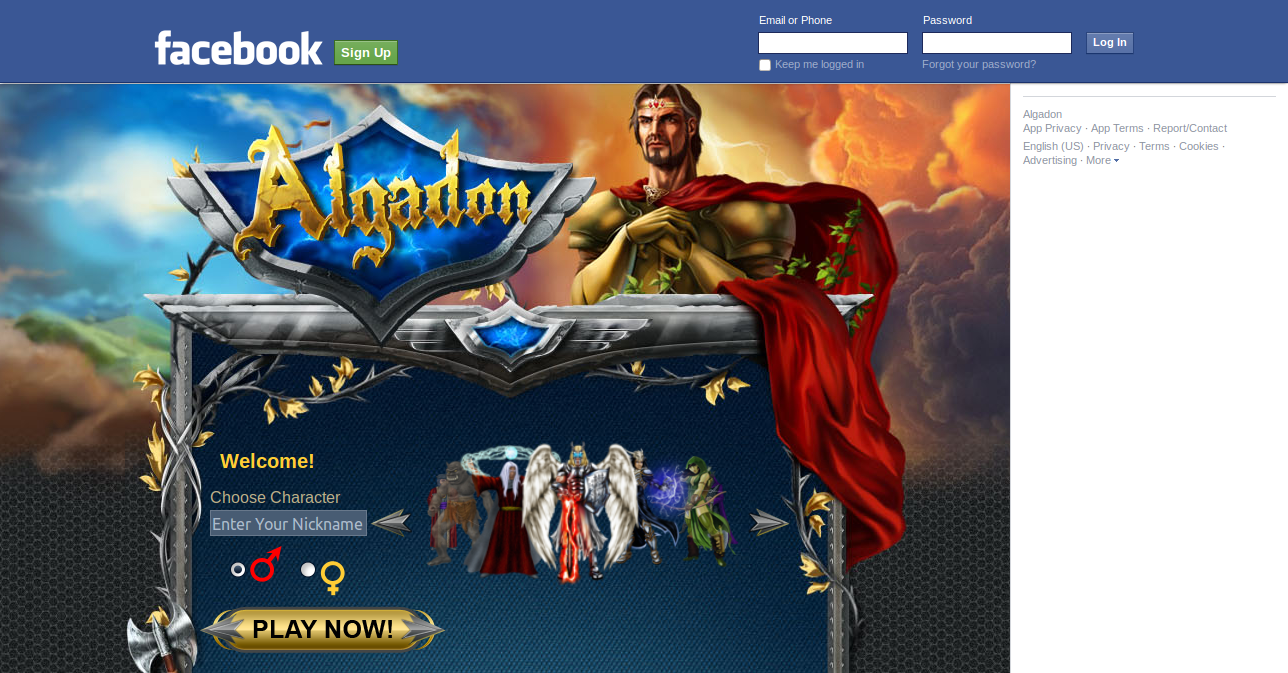 Email or Phone
Password
facebook
Sign Up
Log In
Keep me logged in
Forgot your password?
Algadon
Algadon
App Privacy · App Terms · Report/Contact
English (US) · Privacy · Terms · Cookies ·
Advertising · More
Welcome!
Choose Character
Enter Your Nickname
PLAY NOW!